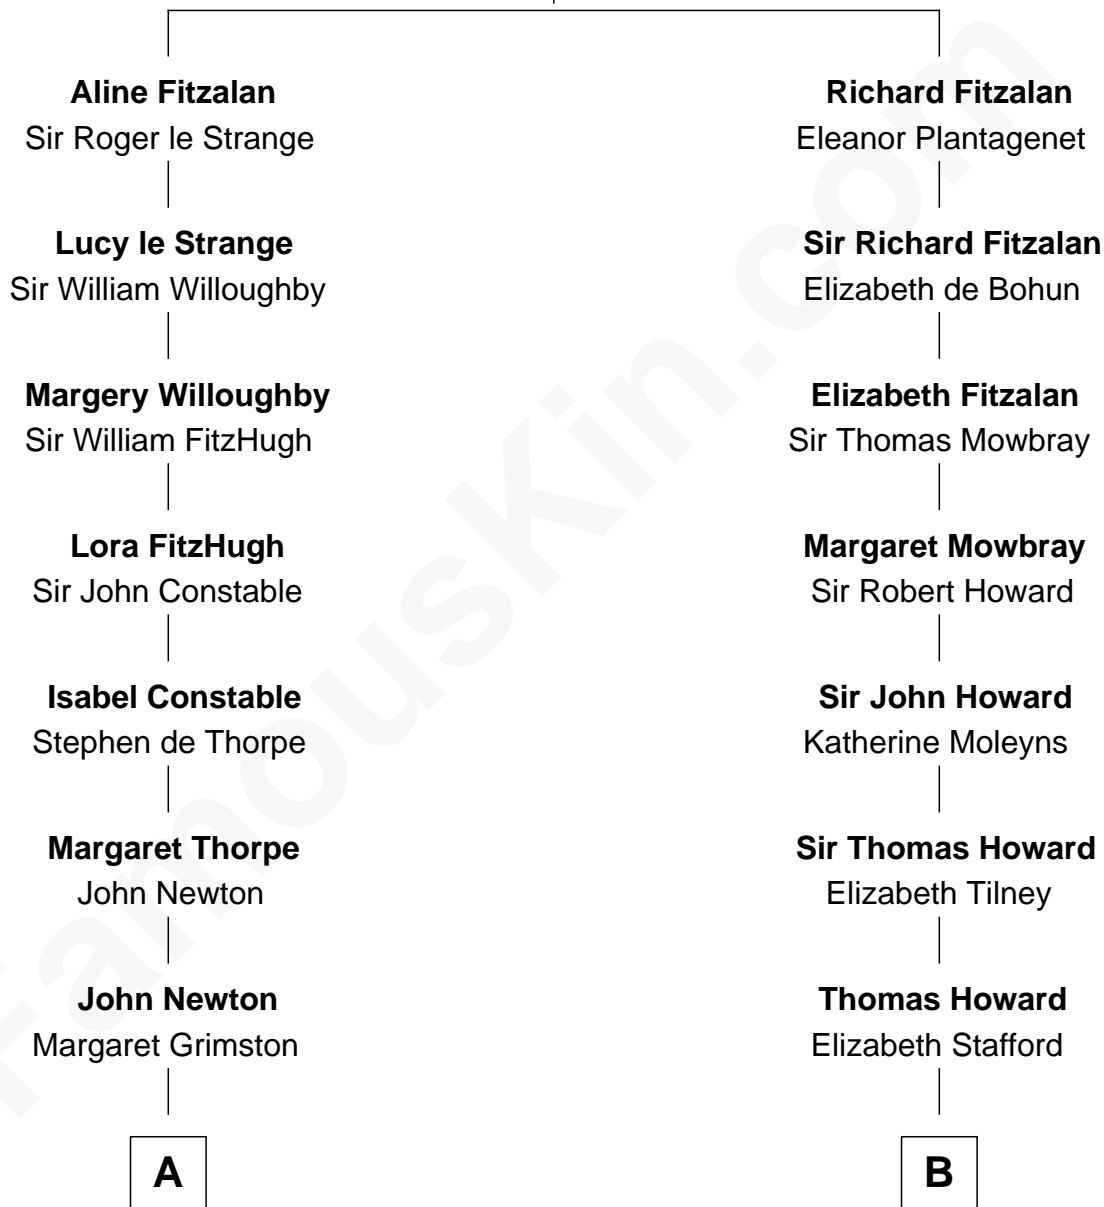 Aline Fitzalan
Sir Roger le Strange
Lucy le Strange
Sir William Willoughby
Margery Willoughby
Sir William FitzHugh
Lora FitzHugh
Sir John Constable
Isabel Constable
Stephen de Thorpe
Margaret Thorpe
John Newton
John Newton
Margaret Grimston
A
Richard Fitzalan
Eleanor Plantagenet
Sir Richard Fitzalan
Elizabeth de Bohun
Elizabeth Fitzalan
Sir Thomas Mowbray
Margaret Mowbray
Sir Robert Howard
Sir John Howard
Katherine Moleyns
Sir Thomas Howard
Elizabeth Tilney
Thomas Howard
Elizabeth Stafford
B
FamousKin.com